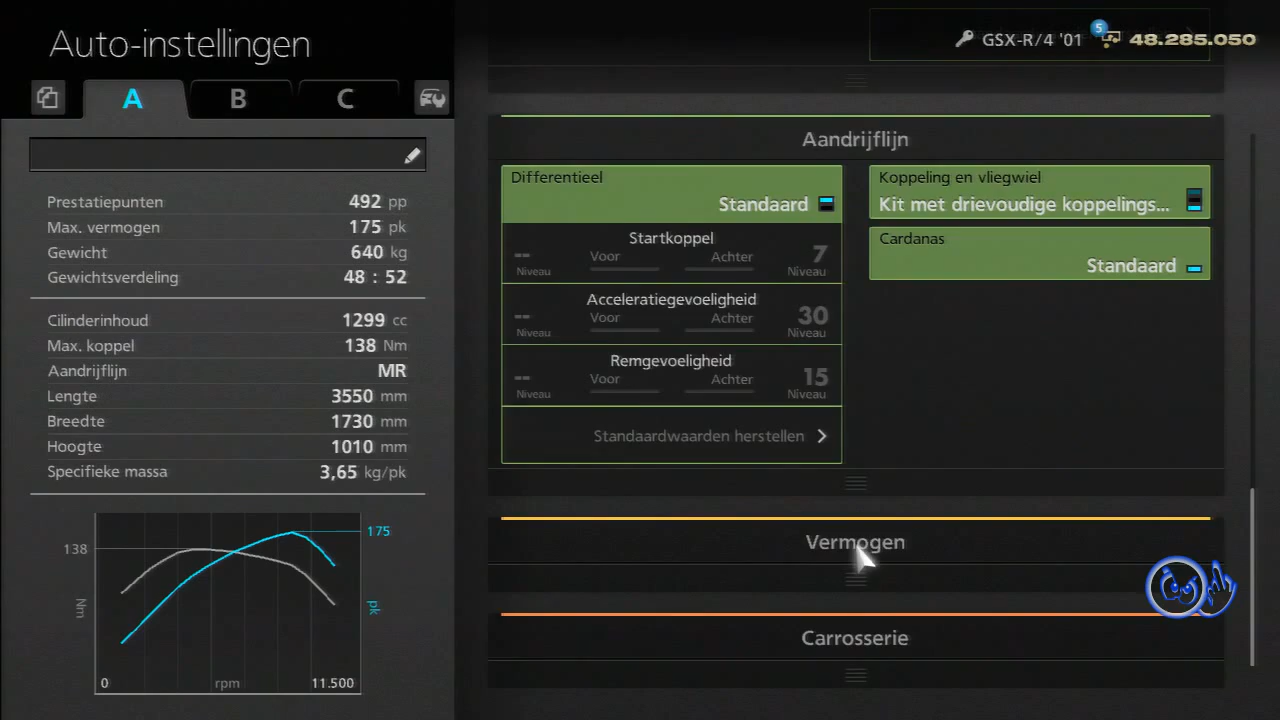 Auto-instellingen
GSX-R/4 '01
5
48.285.050
A
B
C
Prestatiepunten 492 pp
Max. vermogen 175 pk
Gewicht 640 kg
Gewichtsverdeling 48 : 52
Cilinderinhoud 1299 cc
Max. koppel 138 Nm
Aandrijflijn MR
Lengte 3550 mm
Breedte 1730 mm
Hoogte 1010 mm
Specifieke massa 3,65 kg/pk
175
138
Nm
pk
0 rpm 11.500
Aandrijflijn
Differentieel
Standaard
Startkoppel
-- Voor Achter 7
Niveau Niveau
Acceleratiegevoeligheid
-- Voor Achter 30
Niveau Niveau
Remgevoeligheid
-- Voor Achter 15
Niveau Niveau
Standaardwaarden herstellen
Koppeling en vliegwiel
Kit met drievoudige koppelings...
Cardanas
Standaard
Vermogen
Carrosserie